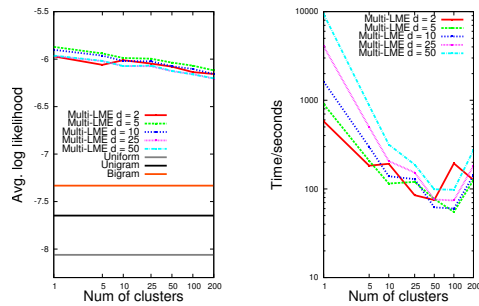 -5.5
-6
-6.5
-7
-7.5
-8
Avg. log likelihood
Multi-LME d = 2
Multi-LME d = 5
Multi-LME d = 10
Multi-LME d = 25
Multi-LME d = 50
Uniform
Unigram
Bigram
1 5 10 25 50 100 200
Num of clusters
10000
1000
100
10
Time/seconds
Multi-LME d = 2
Multi-LME d = 5
Multi-LME d = 10
Multi-LME d = 25
Multi-LME d = 50
1 5 10 25 50 100 200
Num of clusters